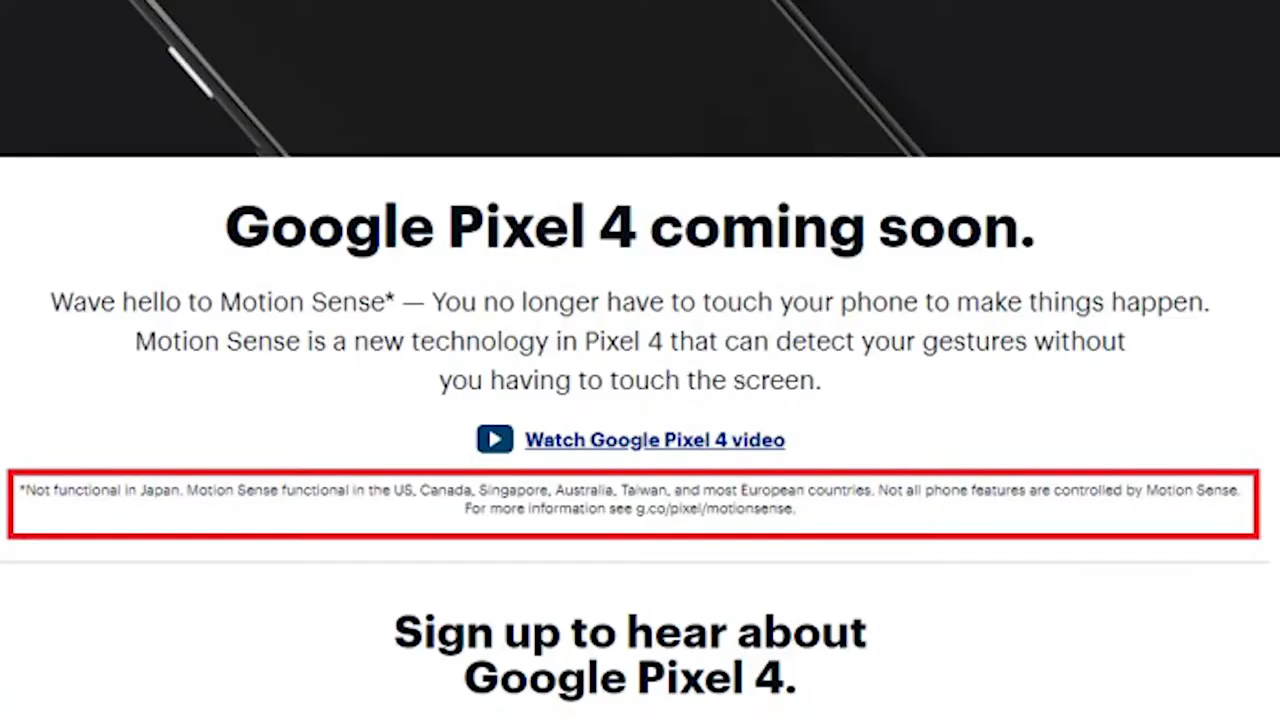 Google Pixel 4 coming soon.
Wave hello to Motion Sense* — You no longer have to touch your phone to make things happen.
Motion Sense is a new technology in Pixel 4 that can detect your gestures without
you having to touch the screen.
Watch Google Pixel 4 video
*Not functional in Japan. Motion Sense functional in the US, Canada, Singapore, Australia, Taiwan, and most European countries. Not all phone features are controlled by Motion Sense.
For more information see g.co/pixel/motionsense.
Sign up to hear about
Google Pixel 4.